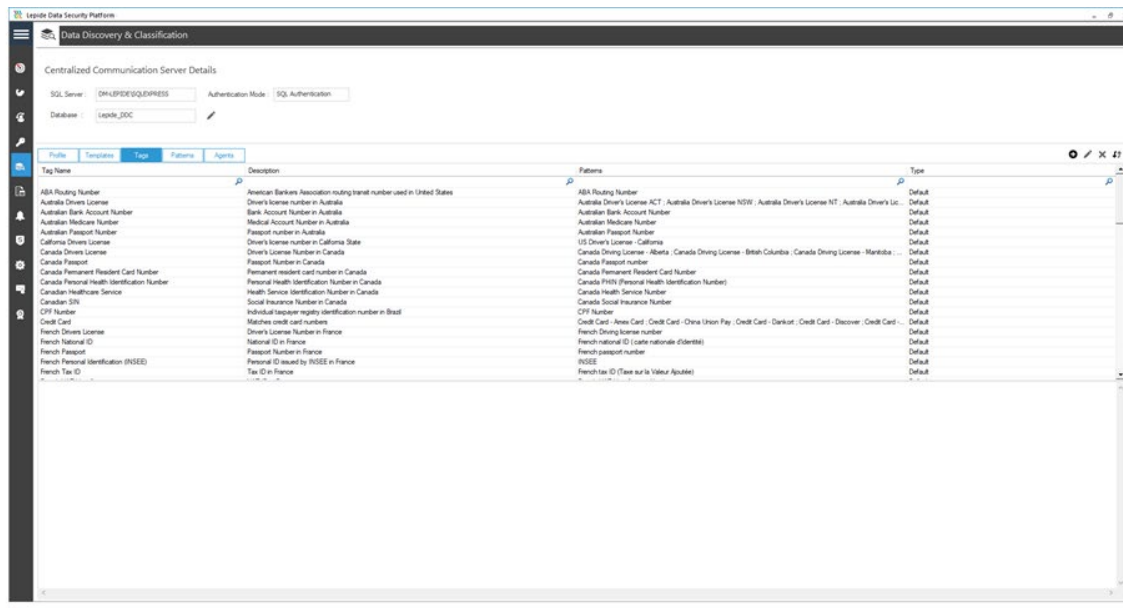 Lepide Data Security Platform
Data Discovery & Classification
Centralized Communication Server Details
SQL Server : DM-LEPIDE\SQLEXPRESS Authentication Mode : SQL Authentication
Database : Lepide_DDC
Profile Templates Tags Patterns Agents
Tag Name Description Patterns Type
ABA Routing Number American Bankers Association routing transit number used in United States ABA Routing Number Default
Australia Drivers License Driver's license number in Australia Australia Driver's License ACT ; Australia Driver's License NSW ; Australia Driver's License NT ; Australia Driver's Lic... Default
Australian Bank Account Number Bank Account Number in Australia Australian Bank Account Number Default
Australian Medicare Number Medical Account Number in Australia Australian Medicare Number Default
Australian Passport Number Passport number in Australia Australian Passport Number Default
California Drivers License Driver's license number in California State US Driver's License - California Default
Canada Drivers License Driver's License Number in Canada Canada Driving License - Alberta ; Canada Driving License - British Columbia ; Canada Driving License - Manitoba ; ... Default
Canada Passport Passport Number in Canada Canada Passport number Default
Canada Permanent Resident Card Number Permanent resident card number in Canada Canada Permanent Resident Card Number Default
Canada Personal Health Identification Number Personal Health Identification Number in Canada Canada PHIN (Personal Health Identification Number) Default
Canadian Healthcare Service Health Service Identification Number in Canada Canada Health Service Number Default
Canadian SIN Social Insurance Number in Canada Canada Social Insurance Number Default
CPF Number Individual taxpayer registry identification number in Brazil CPF Number Default
Credit Card Matches credit card numbers Credit Card - Amex Card ; Credit Card - China Union Pay ; Credit Card - Dankort ; Credit Card - Discover ; Credit Card -... Default
French Drivers License Driver's License Number in France French Driving license number Default
French National ID National ID in France French national ID ( carte nationale d'identité) Default
French Passport Passport Number in France French passport number Default
French Personal Identification (INSEE) Personal ID issued by INSEE in France INSEE Default
French Tax ID Tax ID in France French tax ID (Taxe sur la Valeur Ajoutée) Default